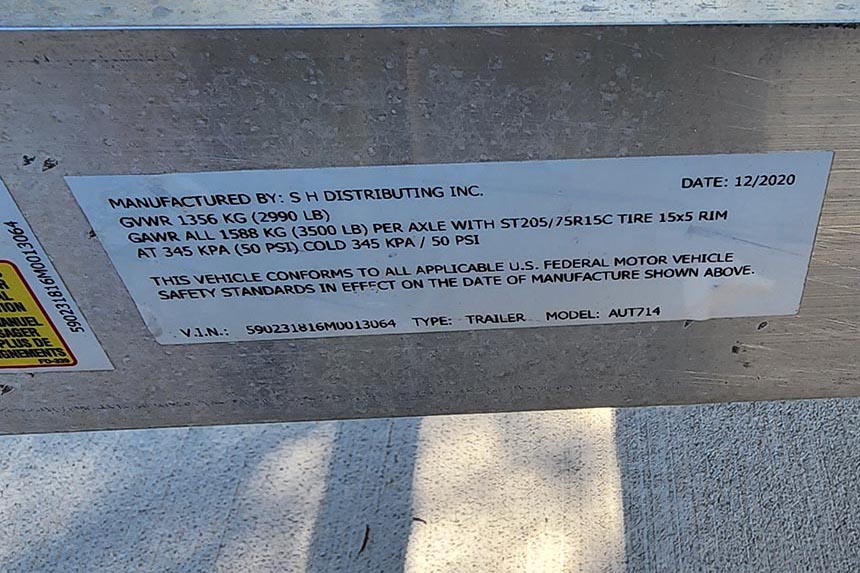 MANUFACTURED BY: S H DISTRIBUTING INC. DATE: 12/2020
GVWR 1356 KG (2990 LB)
GAWR ALL 1588 KG (3500 LB) PER AXLE WITH ST205/75R15C TIRE 15x5 RIM
AT 345 KPA (50 PSI).COLD 345 KPA / 50 PSI
THIS VEHICLE CONFORMS TO ALL APPLICABLE U.S. FEDERAL MOTOR VEHICLE
SAFETY STANDARDS IN EFFECT ON THE DATE OF MANUFACTURE SHOWN ABOVE.
V.I.N.: 590231816M0013064 TYPE: TRAILER MODEL: AUT714
590231816M0013064